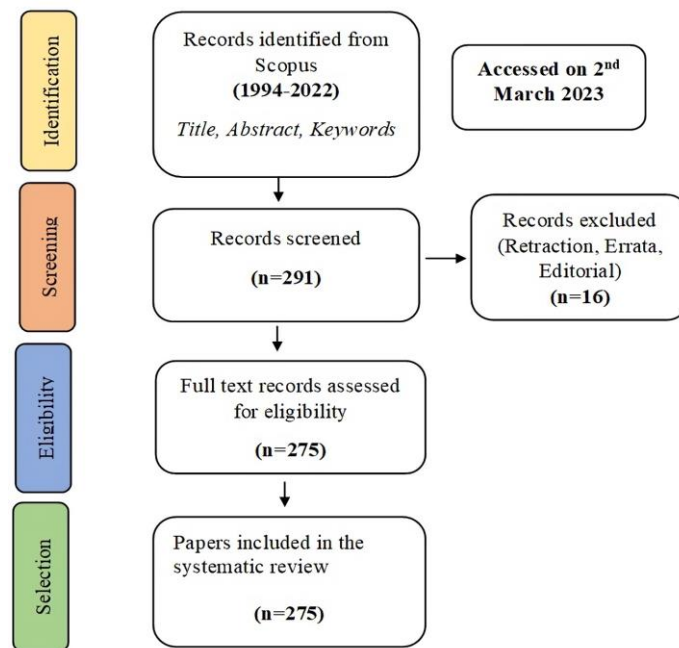 Identification
Records identified from
Scopus
(1994-2022)
Title, Abstract, Keywords
Accessed on 2nd
March 2023
Screening
Records screened
(n=291)
Records excluded
(Retraction, Errata,
Editorial)
(n=16)
Eligibility
Full text records assessed
for eligibility
(n=275)
Selection
Papers included in the
systematic review
(n=275)